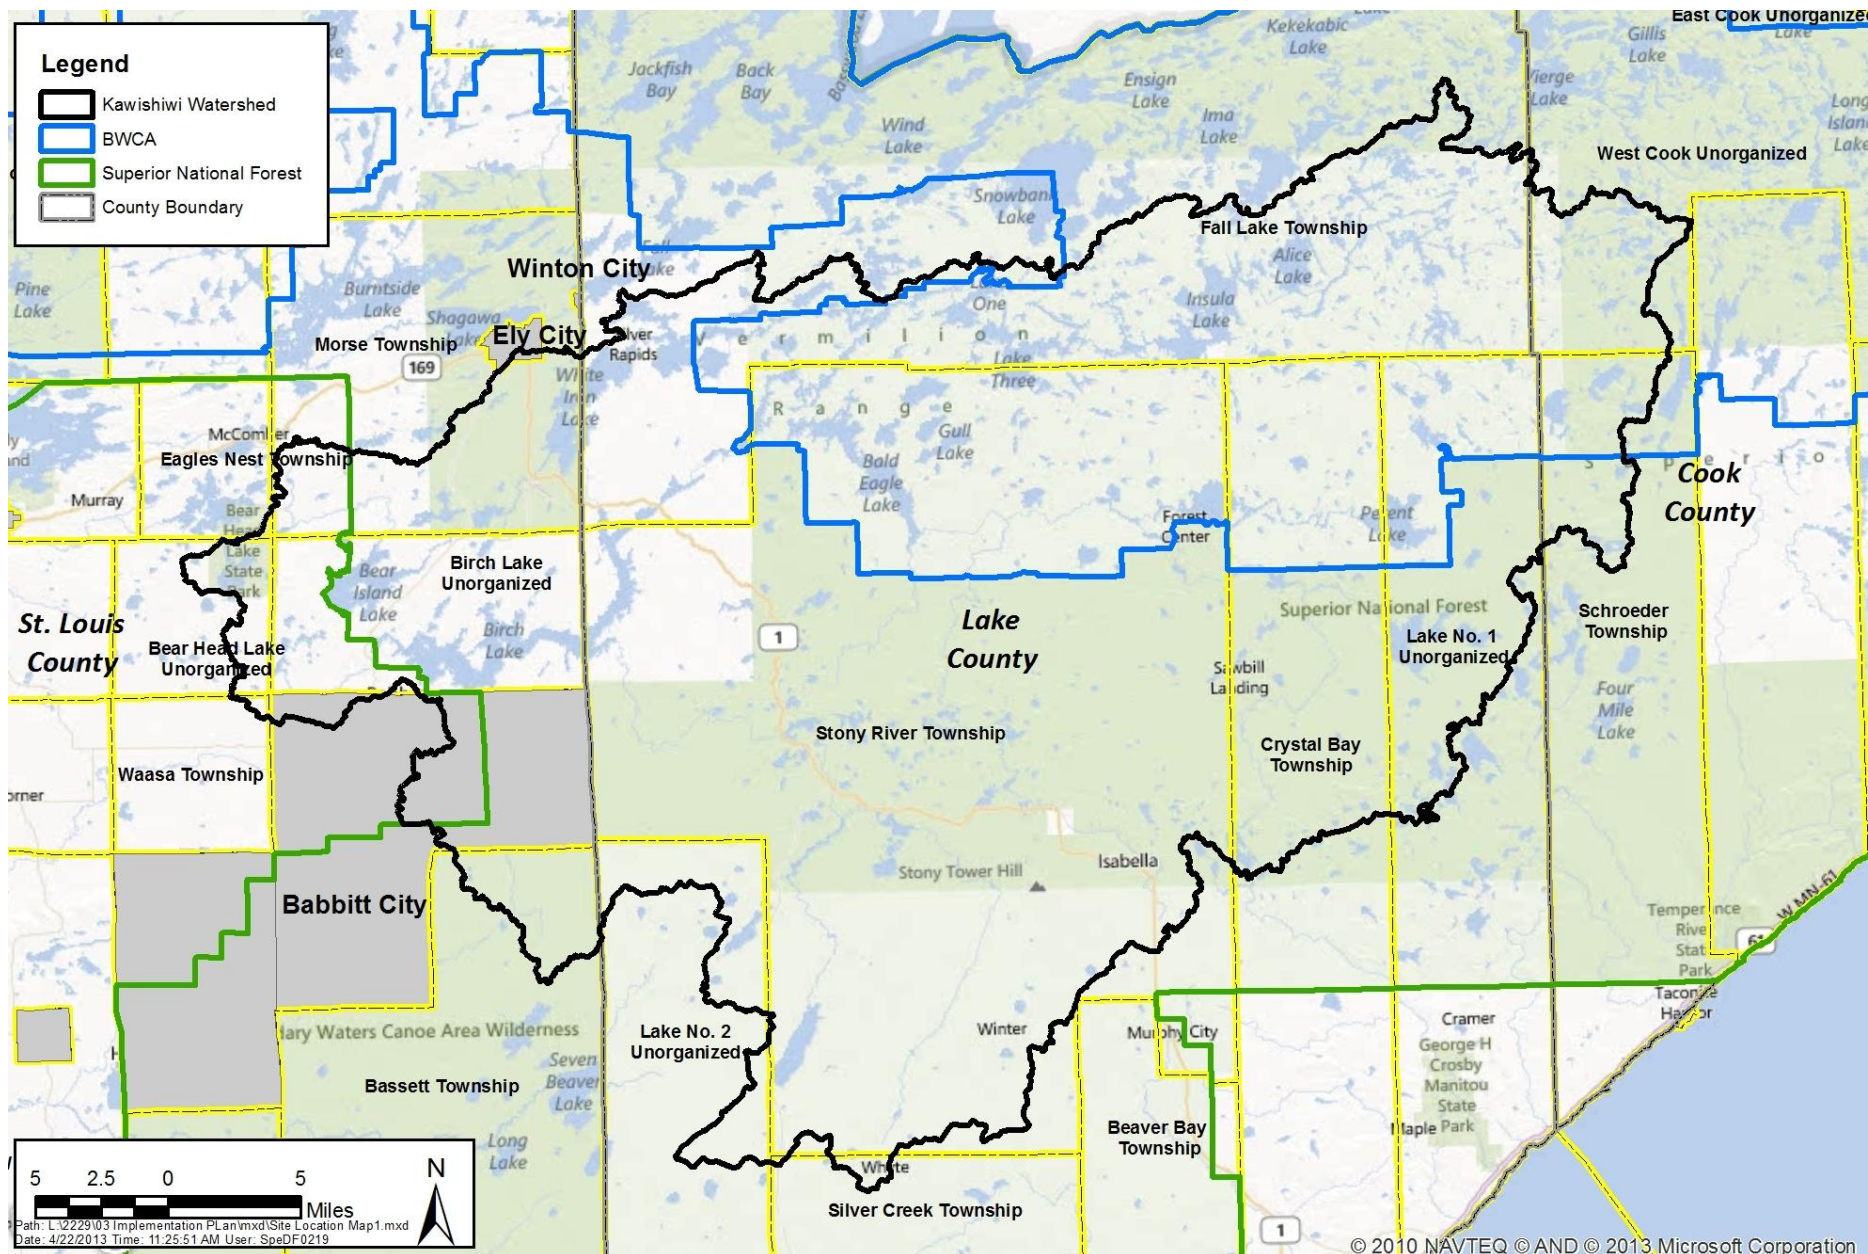 Legend
Kawishiwi Watershed
BWCA
Superior National Forest
County Boundary
Jackfish
Bay
Back
Bay
Wind
Lake
Ensign
Lake
Ima
Lake
Kekekabic
Lake
East Cook Unorganize
Gillis
Lake
Long
Island
Lake
West Cook Unorganized
Snowbank
Lake
Fall Lake Township
Alice
Lake
Insula
Lake
One
Pine
Lake
Burntside
Lake
Shagawa
Winton City
Ely City
Morse Township
169
Rapids
White
Iron
Lake
Vermilion
Range
Lake
Three
Gull
Lake
Bald
Eagle
Lake
McComber
Eagles Nest Township
Murray
Bear
Head
Lake
State
Park
Forest
Center
Perent
Lake
Cook
County
Birch Lake
Unorganized
Bear
Island
Lake
Birch
Lake
St. Louis
County
Bear Head Lake
Unorganized
Lake
County
1
Superior National Forest
Lake No. 1
Unorganized
Schroeder
Township
Sawbill
Landing
Four
Mile
Lake
Stony River Township
Crystal Bay
Township
Waasa Township
Stony Tower Hill
Isabella
Babbitt City
Temperance
River
State
Park
W MN-61
61
Taconite
Harbor
dary Waters Canoe Area Wilderness
Lake No. 2
Unorganized
Winter
Murphy City
Cramer
George H
Crosby
Manitou
State
Park
Maple
Bassett Township
Seven
Beaver
Lake
Long
Lake
Beaver Bay
Township
White
Silver Creek Township
1
5 2.5 0 5
Miles
N
Path: L:\2229\03 Implementation PLan\mxd\Site Location Map1.mxd
Date: 4/22/2013 Time: 11:25:51 AM User: SpeDF0219
© 2010 NAVTEQ © AND © 2013 Microsoft Corporation